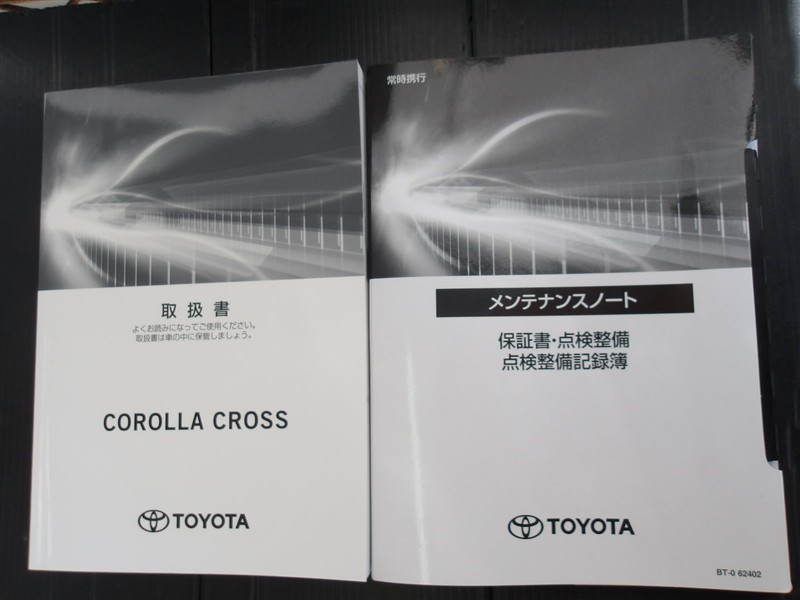 取扱書
よくお読みになってご使用ください。
取扱書は車の中に保管しましょう。
COROLLA CROSS
TOYOTA
常時携行
メンテナンスノート
保証書・点検整備
点検整備記録簿
TOYOTA
BT-0 62402